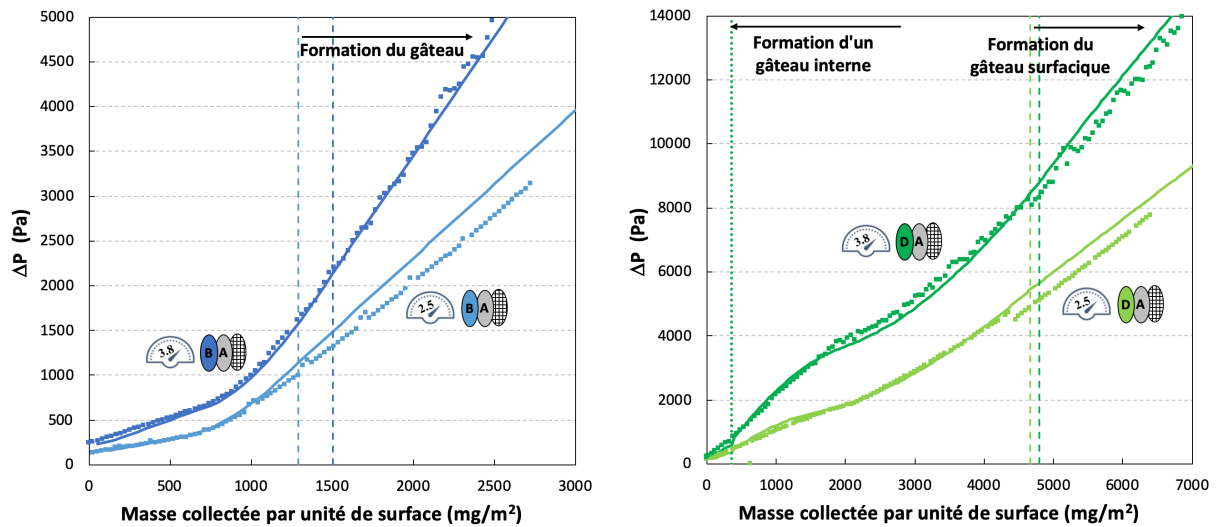 5000
4500
4000
3500
3000
2500
2000
1500
1000
500
0
ΔP (Pa)
Formation du gâteau
3.8 B A
2.5 B A
0 500 1000 1500 2000 2500 3000
Masse collectée par unité de surface (mg/m²)
14000
12000
10000
8000
6000
4000
2000
0
ΔP (Pa)
Formation d'un
gâteau interne
Formation du
gâteau surfacique
3.8 D A
2.5 D A
0 1000 2000 3000 4000 5000 6000 7000
Masse collectée par unité de surface (mg/m²)